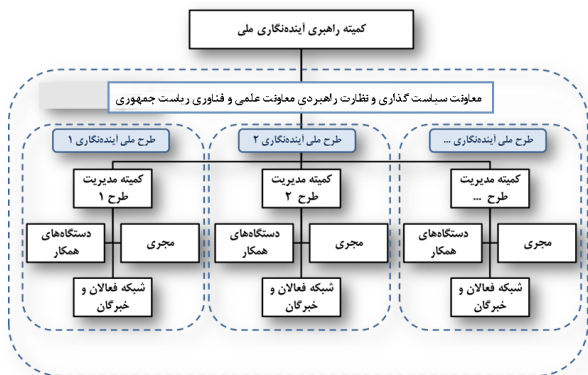 کمیته راهبری آینده‌نگاری ملی
معاونت سیاست گذاری و نظارت راهبردی معاونت علمی و فناوری ریاست جمهوری
طرح ملی آینده‌نگاری ...
طرح ملی آینده‌نگاری ۲
طرح ملی آینده‌نگاری ۱
کمیته مدیریت
طرح ...
کمیته مدیریت
طرح ۲
کمیته مدیریت
طرح ۱
مجری
دستگاه‌های
همکار
مجری
دستگاه‌های
همکار
مجری
دستگاه‌های
همکار
شبکه فعالان و
خبرگان
شبکه فعالان و
خبرگان
شبکه فعالان و
خبرگان